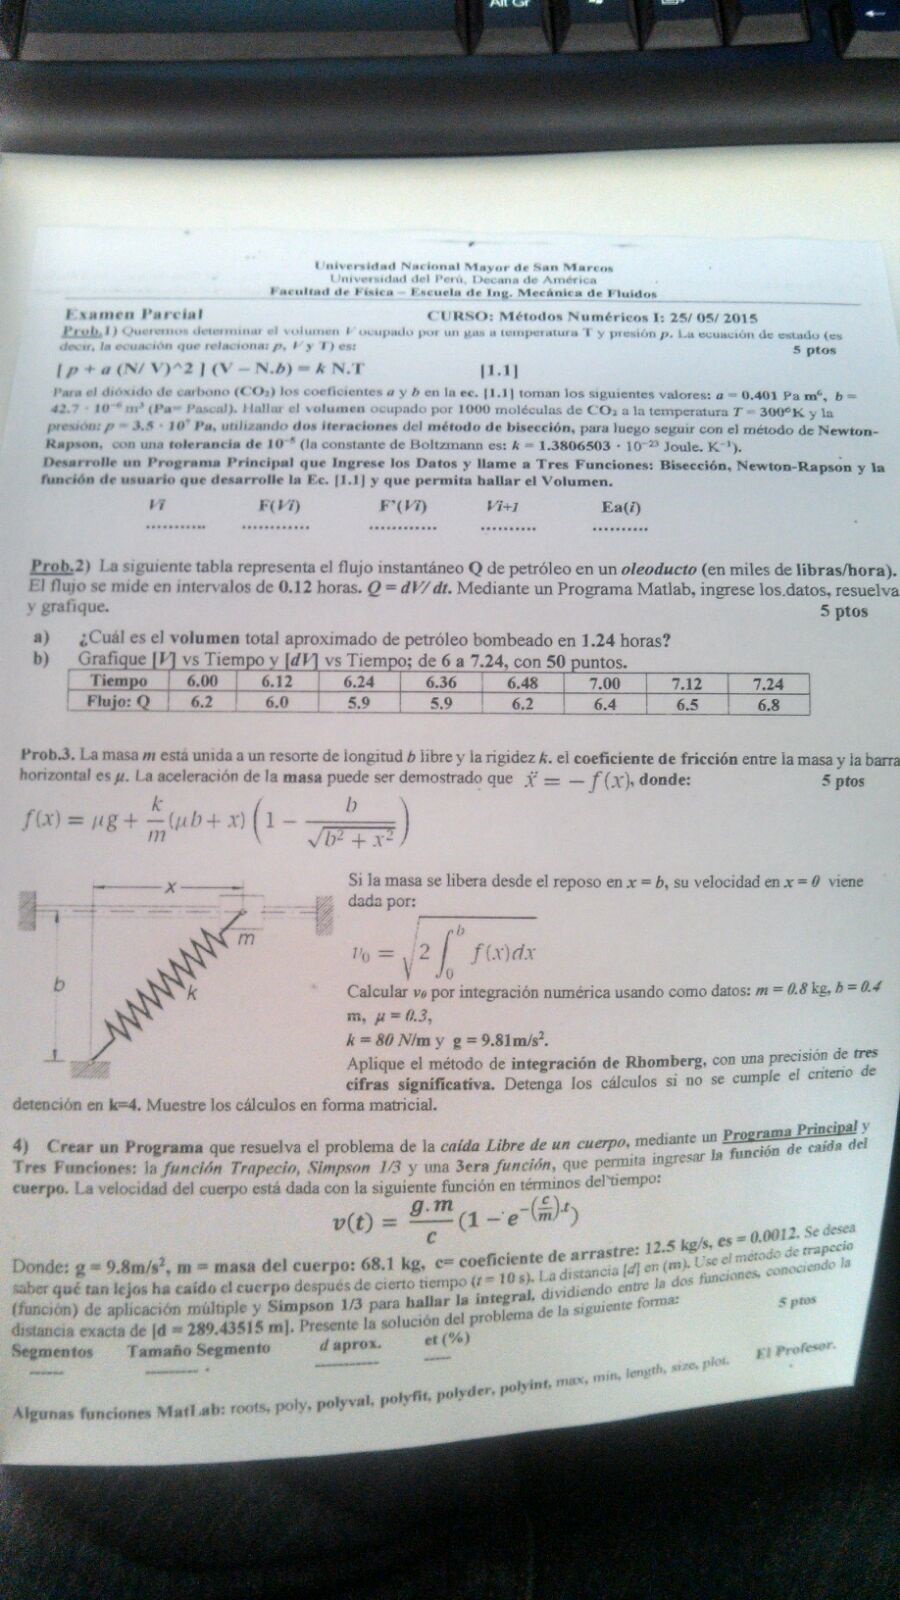 Alt Gr
Universidad Nacional Mayor de San Marcos
Universidad del Perú, Decana de América
Facultad de Física – Escuela de Ing. Mecánica de Fluidos
Examen Parcial CURSO: Métodos Numéricos I: 25/ 05/ 2015
Prob.1) Queremos determinar el volumen V ocupado por un gas a temperatura T y presión p. La ecuación de estado (es
decir, la ecuación que relaciona: p, V y T) es: 5 ptos
[ p + a (N/ V)^2 ] (V – N.b) = k N.T [1.1]
Para el dióxido de carbono (CO₂) los coeficientes a y b en la ec. [1.1] toman los siguientes valores: a = 0.401 Pa m⁶, b =
42.7 · 10⁻⁶ m³ (Pa= Pascal). Hallar el volumen ocupado por 1000 moléculas de CO₂ a la temperatura T = 300°K y la
presión: p = 3.5 · 10⁷ Pa, utilizando dos iteraciones del método de bisección, para luego seguir con el método de Newton-
Rapson, con una tolerancia de 10⁻⁸ (la constante de Boltzmann es: k = 1.3806503 · 10⁻²³ Joule. K⁻¹).
Desarrolle un Programa Principal que Ingrese los Datos y llame a Tres Funciones: Bisección, Newton-Rapson y la
función de usuario que desarrolle la Ec. [1.1] y que permita hallar el Volumen.
Vi F(Vi) F'(Vi) Vi+1 Ea(i)
........... ............ ............ .......... ..........
Prob.2) La siguiente tabla representa el flujo instantáneo Q de petróleo en un oleoducto (en miles de libras/hora).
El flujo se mide en intervalos de 0.12 horas. Q = dV/ dt. Mediante un Programa Matlab, ingrese los datos, resuelva
y grafique. 5 ptos
a) ¿Cuál es el volumen total aproximado de petróleo bombeado en 1.24 horas?
b) Grafique [V] vs Tiempo y [dV] vs Tiempo; de 6 a 7.24, con 50 puntos.
Tiempo 6.00 6.12 6.24 6.36 6.48 7.00 7.12 7.24
Flujo: Q 6.2 6.0 5.9 5.9 6.2 6.4 6.5 6.8
Prob.3. La masa m está unida a un resorte de longitud b libre y la rigidez k. el coeficiente de fricción entre la masa y la barra
horizontal es μ. La aceleración de la masa puede ser demostrado que ẍ = − f(x), donde: 5 ptos
f(x) = μg + k/m (μb + x) (1 − b/√(b² + x²))
Si la masa se libera desde el reposo en x = b, su velocidad en x = 0 viene
dada por:
x
m
b
k
v₀ = √(2 ∫₀ᵇ f(x)dx)
Calcular v₀ por integración numérica usando como datos: m = 0.8 kg, b = 0.4
m, μ = 0.3,
k = 80 N/m y g = 9.81m/s².
Aplique el método de integración de Rhomberg, con una precisión de tres
cifras significativa. Detenga los cálculos si no se cumple el criterio de
detención en k=4. Muestre los cálculos en forma matricial.
4) Crear un Programa que resuelva el problema de la caída Libre de un cuerpo, mediante un Programa Principal y
Tres Funciones: la función Trapecio, Simpson 1/3 y una 3era función, que permita ingresar la función de caída del
cuerpo. La velocidad del cuerpo está dada con la siguiente función en términos del tiempo:
v(t) = g.m/c (1 − e^−(c/m).t)
Donde: g = 9.8m/s², m = masa del cuerpo: 68.1 kg, c= coeficiente de arrastre: 12.5 kg/s, es = 0.0012. Se desea
saber qué tan lejos ha caído el cuerpo después de cierto tiempo (t = 10 s). La distancia [d] en (m). Use el método de trapecio
(función) de aplicación múltiple y Simpson 1/3 para hallar la integral, dividiendo entre la dos funciones, conociendo la
distancia exacta de [d = 289.43515 m]. Presente la solución del problema de la siguiente forma: 5 ptos
Segmentos Tamaño Segmento d aprox. et (%)
Algunas funciones MatLab: roots, poly, polyval, polyfit, polyder, polyint, max, min, length, size, plot. El Profesor.